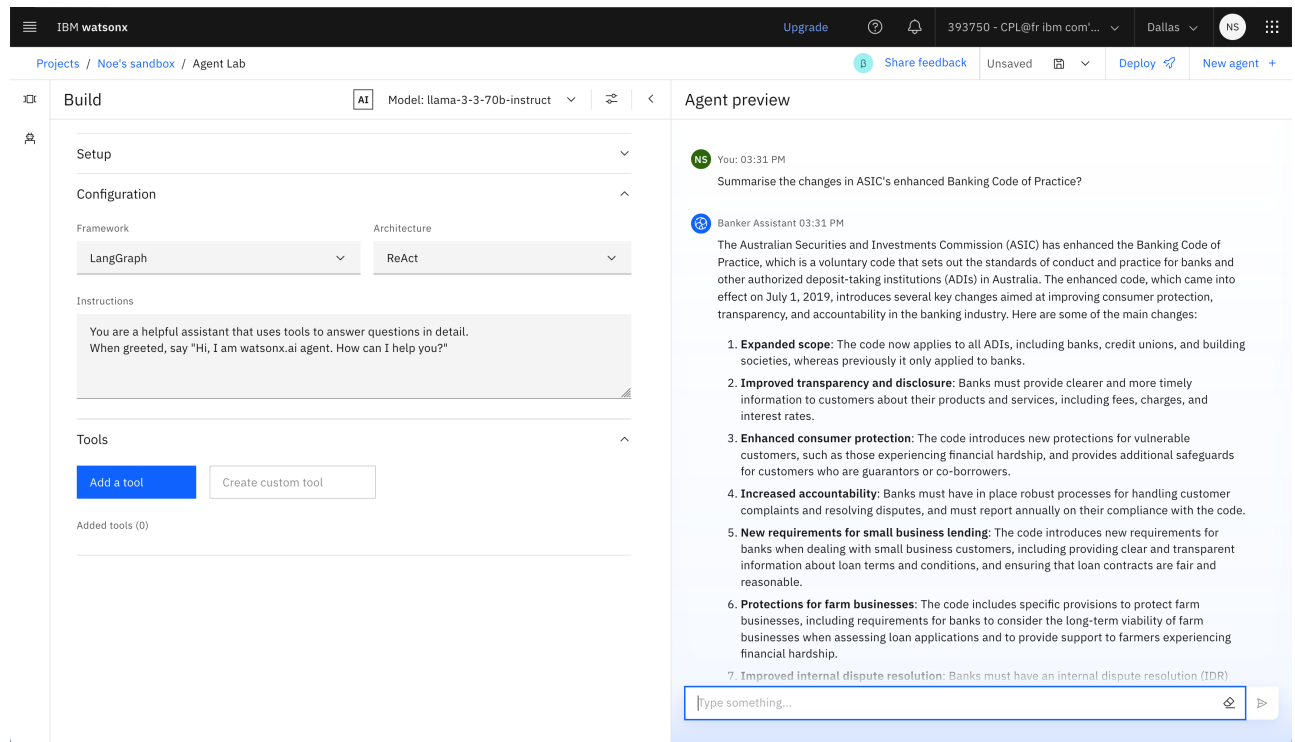 IBM watsonx
Upgrade
393750 - CPL@fr ibm com'...
Dallas
NS
Projects / Noe's sandbox / Agent Lab
β Share feedback
Unsaved
Deploy
New agent +
Build
AI Model: llama-3-3-70b-instruct
Setup
Configuration
Framework
Architecture
LangGraph
ReAct
Instructions
You are a helpful assistant that uses tools to answer questions in detail.
When greeted, say "Hi, I am watsonx.ai agent. How can I help you?"
Tools
Add a tool
Create custom tool
Added tools (0)
Agent preview
NS You: 03:31 PM
Summarise the changes in ASIC's enhanced Banking Code of Practice?
Banker Assistant 03:31 PM
The Australian Securities and Investments Commission (ASIC) has enhanced the Banking Code of
Practice, which is a voluntary code that sets out the standards of conduct and practice for banks and
other authorized deposit-taking institutions (ADIs) in Australia. The enhanced code, which came into
effect on July 1, 2019, introduces several key changes aimed at improving consumer protection,
transparency, and accountability in the banking industry. Here are some of the main changes:
1. Expanded scope: The code now applies to all ADIs, including banks, credit unions, and building
societies, whereas previously it only applied to banks.
2. Improved transparency and disclosure: Banks must provide clearer and more timely
information to customers about their products and services, including fees, charges, and
interest rates.
3. Enhanced consumer protection: The code introduces new protections for vulnerable
customers, such as those experiencing financial hardship, and provides additional safeguards
for customers who are guarantors or co-borrowers.
4. Increased accountability: Banks must have in place robust processes for handling customer
complaints and resolving disputes, and must report annually on their compliance with the code.
5. New requirements for small business lending: The code introduces new requirements for
banks when dealing with small business customers, including providing clear and transparent
information about loan terms and conditions, and ensuring that loan contracts are fair and
reasonable.
6. Protections for farm businesses: The code includes specific provisions to protect farm
businesses, including requirements for banks to consider the long-term viability of farm
businesses when assessing loan applications and to provide support to farmers experiencing
financial hardship.
7. Improved internal dispute resolution: Banks must have an internal dispute resolution (IDR)
Type something...